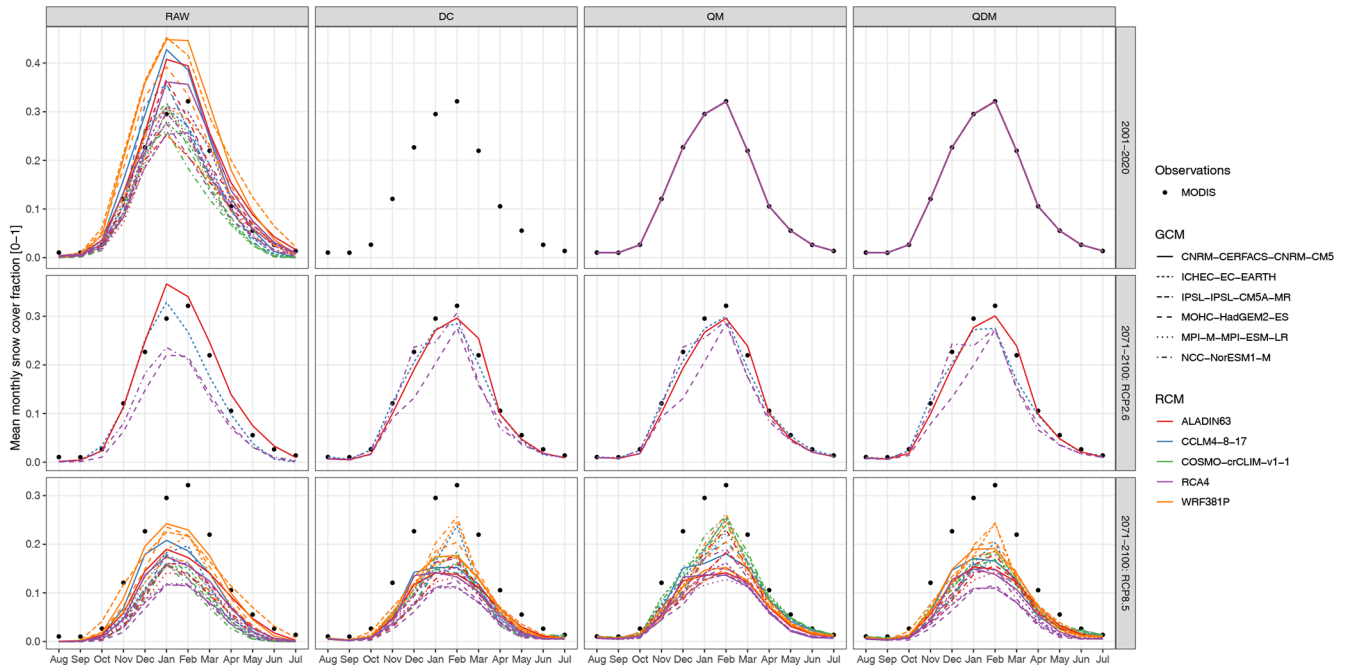 RAW
DC
QM
QDM
Mean monthly snow cover fraction [0−1]
0.4
0.3
0.2
0.1
0.0
2001−2020
0.3
0.2
0.1
0.0
2071−2100: RCP2.6
0.3
0.2
0.1
0.0
2071−2100: RCP8.5
Aug Sep Oct Nov Dec Jan Feb Mar Apr May Jun Jul
Aug Sep Oct Nov Dec Jan Feb Mar Apr May Jun Jul
Aug Sep Oct Nov Dec Jan Feb Mar Apr May Jun Jul
Aug Sep Oct Nov Dec Jan Feb Mar Apr May Jun Jul
Observations
MODIS
GCM
CNRM−CERFACS−CNRM−CM5
ICHEC−EC−EARTH
IPSL−IPSL−CM5A−MR
MOHC−HadGEM2−ES
MPI−M−MPI−ESM−LR
NCC−NorESM1−M
RCM
ALADIN63
CCLM4−8−17
COSMO−crCLIM−v1−1
RCA4
WRF381P